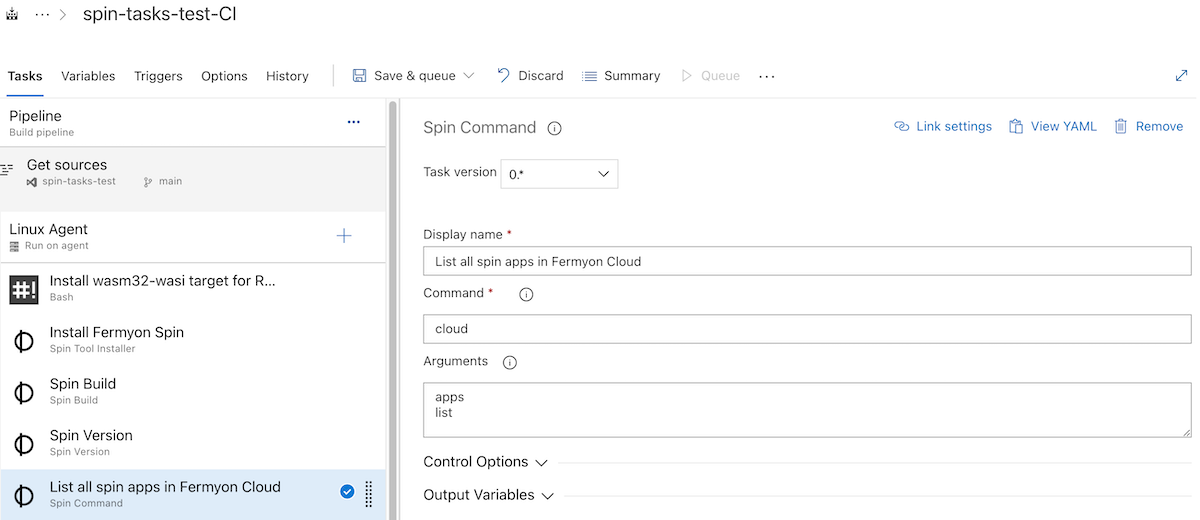 ... > spin-tasks-test-CI
Tasks Variables Triggers Options History Save & queue Discard Summary Queue ...
Pipeline
Build pipeline
Get sources
spin-tasks-test main
Linux Agent
Run on agent
#! Install wasm32-wasi target for R...
Bash
Install Fermyon Spin
Spin Tool Installer
Spin Build
Spin Build
Spin Version
Spin Version
List all spin apps in Fermyon Cloud
Spin Command
Spin Command Link settings View YAML Remove
Task version 0.*
Display name *
List all spin apps in Fermyon Cloud
Command *
cloud
Arguments
apps
list
Control Options
Output Variables